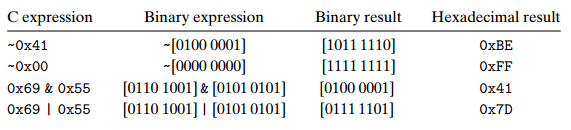 C expression Binary expression Binary result Hexadecimal result
~0x41 ~[0100 0001] [1011 1110] 0xBE
~0x00 ~[0000 0000] [1111 1111] 0xFF
0x69 & 0x55 [0110 1001] & [0101 0101] [0100 0001] 0x41
0x69 | 0x55 [0110 1001] | [0101 0101] [0111 1101] 0x7D